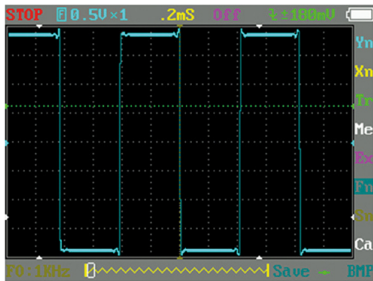 STOP F 0.5V×1 .2mS Off ±180mV
Yn
Xn
Tr
Me
Ex
Fn
Ca
F0:1KHz Save → BMP